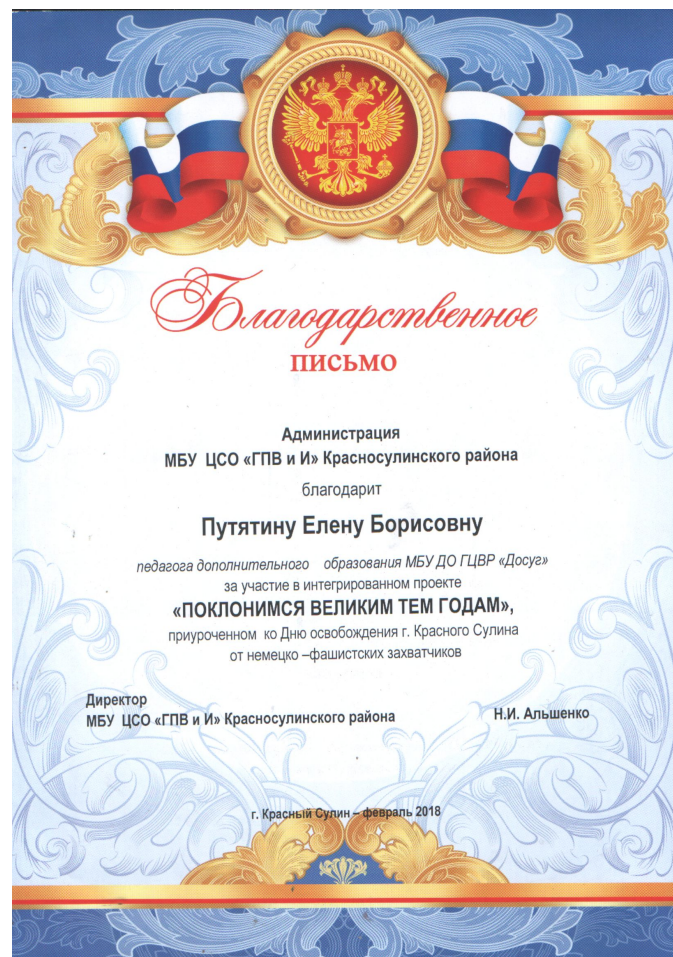 Благодарственное
письмо
Администрация
МБУ ЦСО «ГПВ и И» Красносулинского района
благодарит
Путятину Елену Борисовну
педагога дополнительного образования МБУ ДО ГЦВР «Досуг»
за участие в интегрированном проекте
«ПОКЛОНИМСЯ ВЕЛИКИМ ТЕМ ГОДАМ»,
приуроченном ко Дню освобождения г. Красного Сулина
от немецко –фашистских захватчиков
Директор
МБУ ЦСО «ГПВ и И» Красносулинского района
Н.И. Альшенко
г. Красный Сулин – февраль 2018